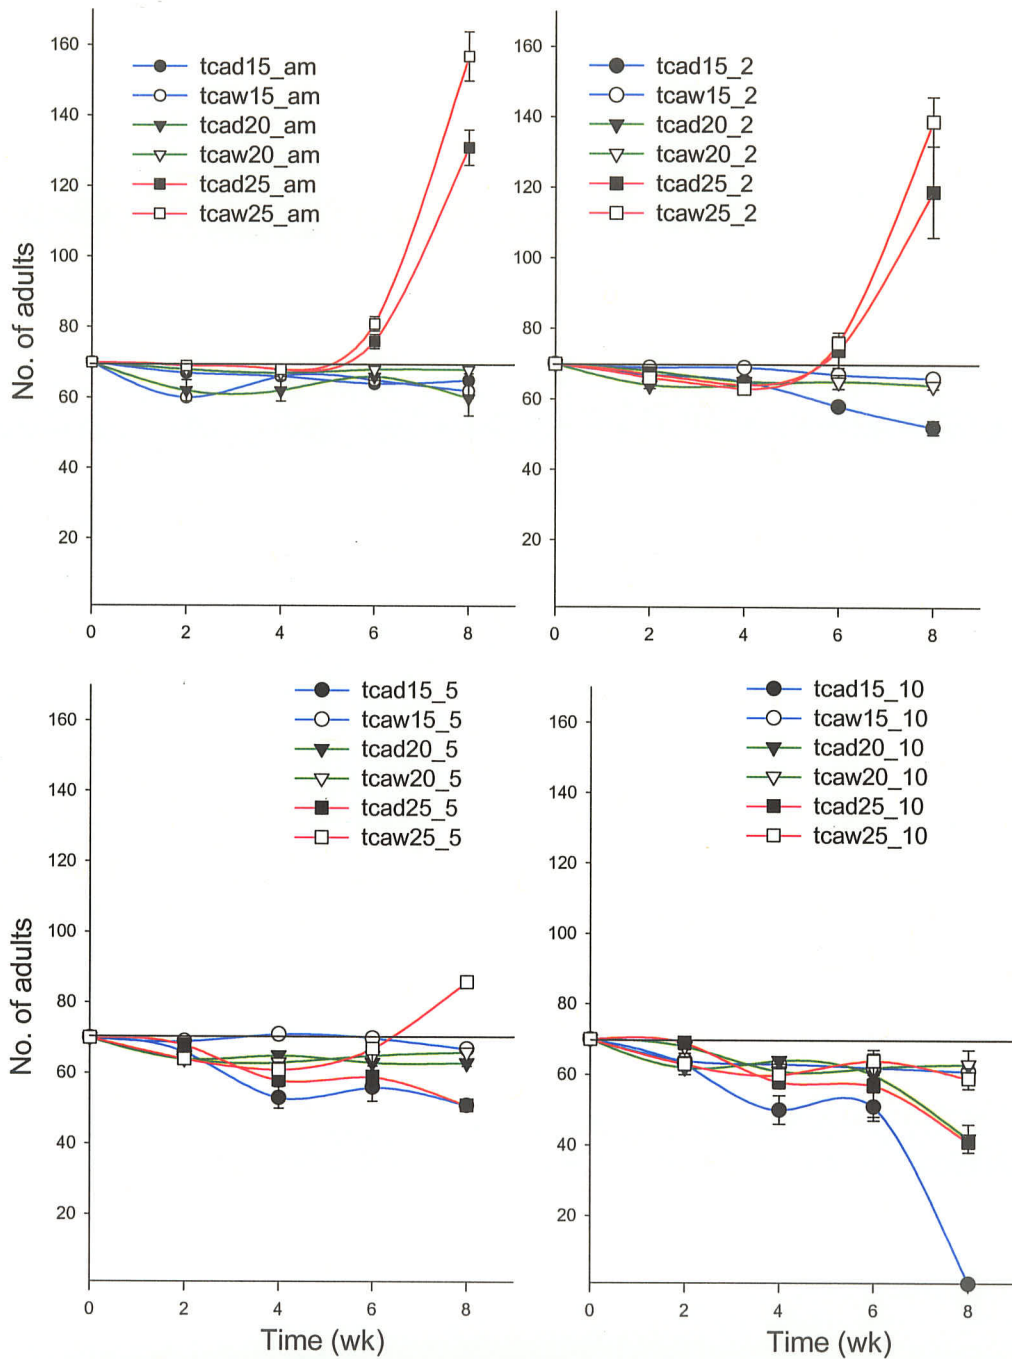 No. of adults
160
140
120
100
80
60
40
20
0 2 4 6 8
tcad15_am
tcaw15_am
tcad20_am
tcaw20_am
tcad25_am
tcaw25_am
160
140
120
100
80
60
40
20
0 2 4 6 8
tcad15_2
tcaw15_2
tcad20_2
tcaw20_2
tcad25_2
tcaw25_2
No. of adults
160
140
120
100
80
60
40
20
0 2 4 6 8
Time (wk)
tcad15_5
tcaw15_5
tcad20_5
tcaw20_5
tcad25_5
tcaw25_5
160
140
120
100
80
60
40
20
0 2 4 6 8
Time (wk)
tcad15_10
tcaw15_10
tcad20_10
tcaw20_10
tcad25_10
tcaw25_10